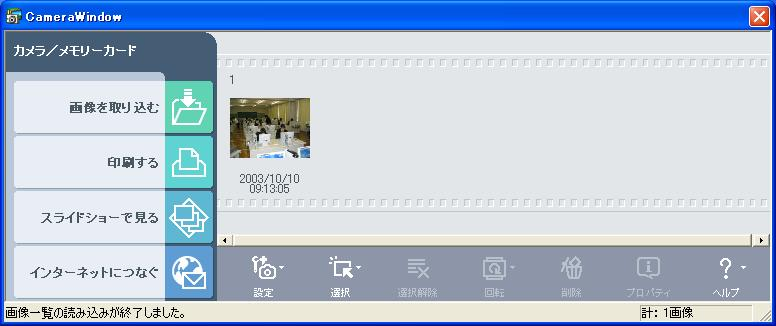 CameraWindow
カメラ／メモリーカード
画像を取り込む
印刷する
スライドショーで見る
インターネットにつなぐ
1
2003/10/10
09:13:05
設定
選択
選択解除
回転
削除
プロパティ
ヘルプ
画像一覧の読み込みが終了しました。
計: 1画像